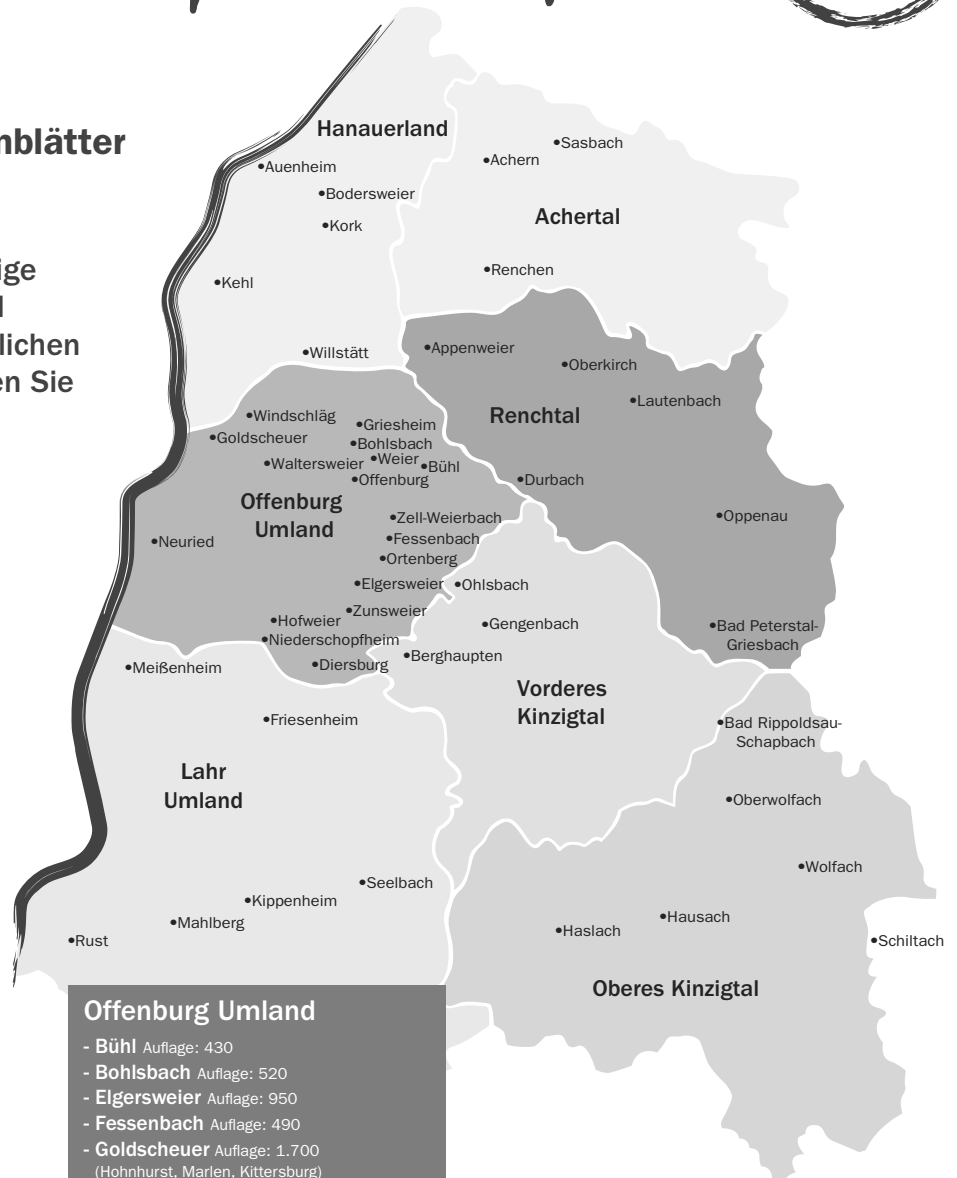 nblätter
ige
lichen
en Sie
Hanauerland
•Auenheim
•Bodersweier
•Kork
•Kehl
•Willstätt
•Sasbach
•Achern
Achertal
•Renchen
•Appenweier
•Oberkirch
•Lautenbach
Renchtal
•Durbach
•Oppenau
•Bad Peterstal-
Griesbach
•Windschläg
•Goldscheuer
•Griesheim
•Bohlsbach
•Waltersweier
•Weier
•Bühl
•Offenburg
Offenburg
Umland
•Zell-Weierbach
•Fessenbach
•Neuried
•Ortenberg
•Elgersweier
•Zunsweier
•Hofweier
•Niederschopfheim
•Diersburg
•Ohlsbach
•Gengenbach
•Berghaupten
Vorderes
Kinzigtal
•Meißenheim
•Friesenheim
Lahr
Umland
•Seelbach
•Kippenheim
•Mahlberg
•Rust
•Bad Rippoldsau-
Schapbach
•Oberwolfach
•Wolfach
•Hausach
•Haslach
•Schiltach
Oberes Kinzigtal
Offenburg Umland
- Bühl Auflage: 430
- Bohlsbach Auflage: 520
- Elgersweier Auflage: 950
- Fessenbach Auflage: 490
- Goldscheuer Auflage: 1.700
(Hohnhurst, Marlen, Kittersburg)